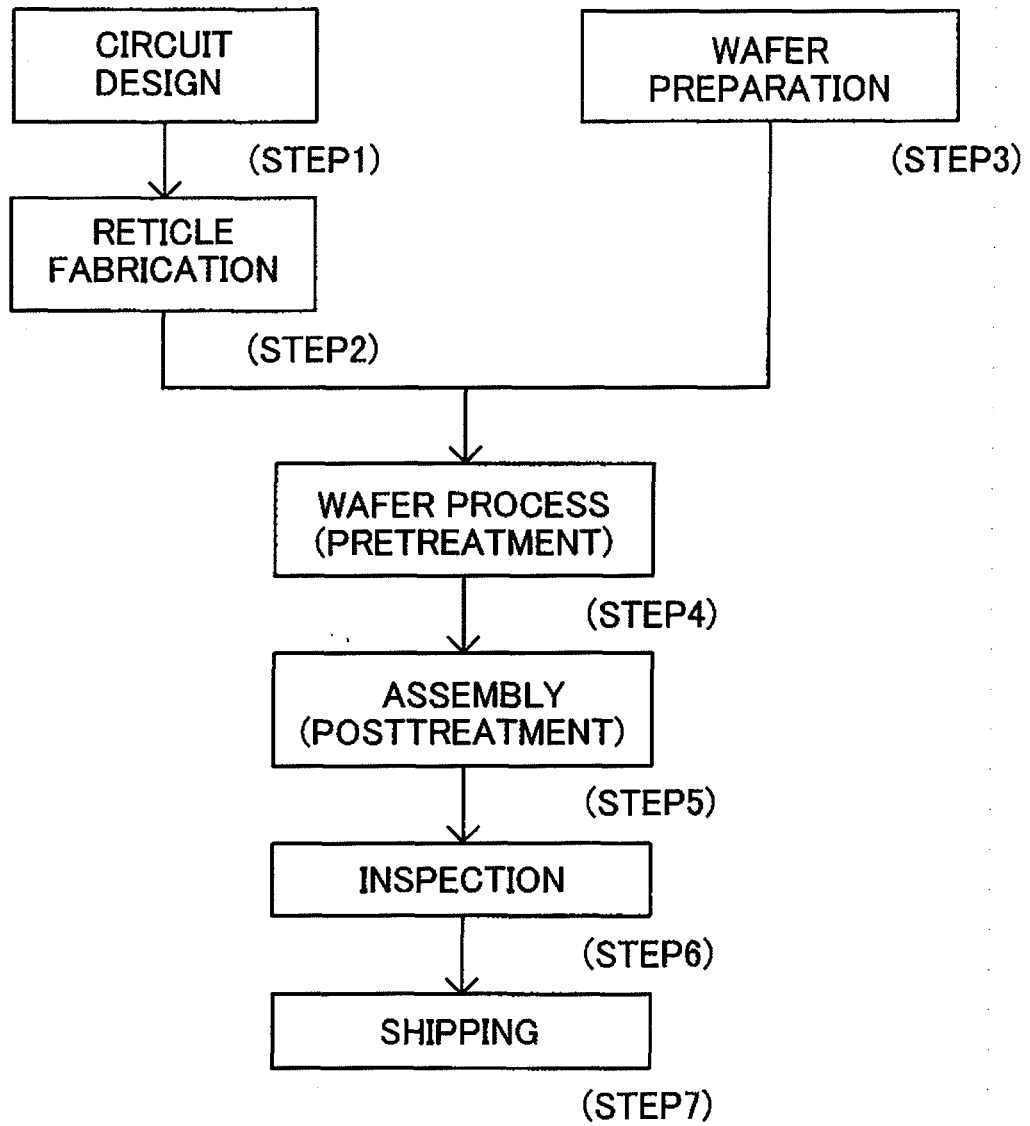 CIRCUIT
DESIGN
(STEP1)
WAFER
PREPARATION
(STEP3)
RETICLE
FABRICATION
(STEP2)
WAFER PROCESS
(PRETREATMENT)
(STEP4)
ASSEMBLY
(POSTTREATMENT)
(STEP5)
INSPECTION
(STEP6)
SHIPPING
(STEP7)